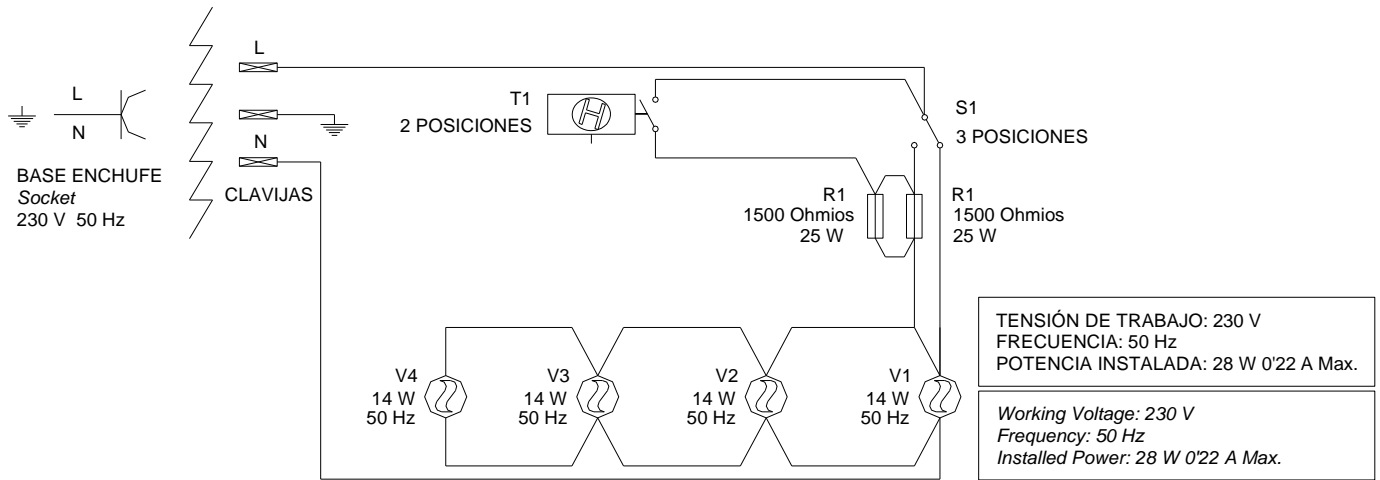 L
L
N
BASE ENCHUFE
Socket
230 V 50 Hz
N
CLAVIJAS
T1
2 POSICIONES
S1
3 POSICIONES
R1
1500 Ohmios
25 W
R1
1500 Ohmios
25 W
V4
14 W
50 Hz
V3
14 W
50 Hz
V2
14 W
50 Hz
V1
14 W
50 Hz
TENSIÓN DE TRABAJO: 230 V
FRECUENCIA: 50 Hz
POTENCIA INSTALADA: 28 W 0'22 A Max.
Working Voltage: 230 V
Frequency: 50 Hz
Installed Power: 28 W 0'22 A Max.